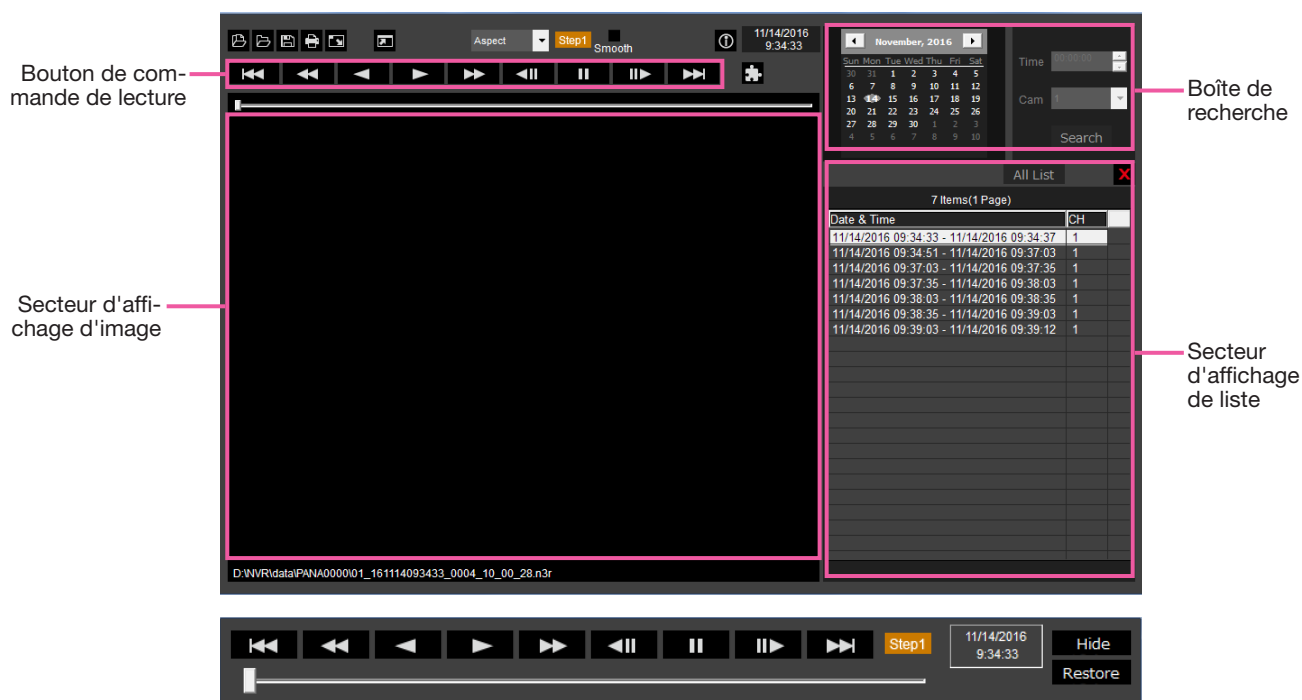 Bouton de com-
mande de lecture
Secteur d'affi-
chage d'image
Aspect
Step1
Smooth
11/14/2016
9:34:33
November, 2016
Sun Mon Tue Wed Thu Fri Sat
30 31 1 2 3 4 5
6 7 8 9 10 11 12
13 14 15 16 17 18 19
20 21 22 23 24 25 26
27 28 29 30 1 2 3
4 5 6 7 8 9 10
Time 00:00:00
Cam 1
Search
Boîte de
recherche
All List
X
7 Items(1 Page)
Date & Time CH
11/14/2016 09:34:33 - 11/14/2016 09:34:37 1
11/14/2016 09:34:51 - 11/14/2016 09:37:03 1
11/14/2016 09:37:03 - 11/14/2016 09:37:35 1
11/14/2016 09:37:35 - 11/14/2016 09:38:03 1
11/14/2016 09:38:03 - 11/14/2016 09:38:35 1
11/14/2016 09:38:35 - 11/14/2016 09:39:03 1
11/14/2016 09:39:03 - 11/14/2016 09:39:12 1
Secteur
d'affichage
de liste
D:\NVR\data\PANA0000\01_161114093433_0004_10_00_28.n3r
Step1
11/14/2016
9:34:33
Hide
Restore